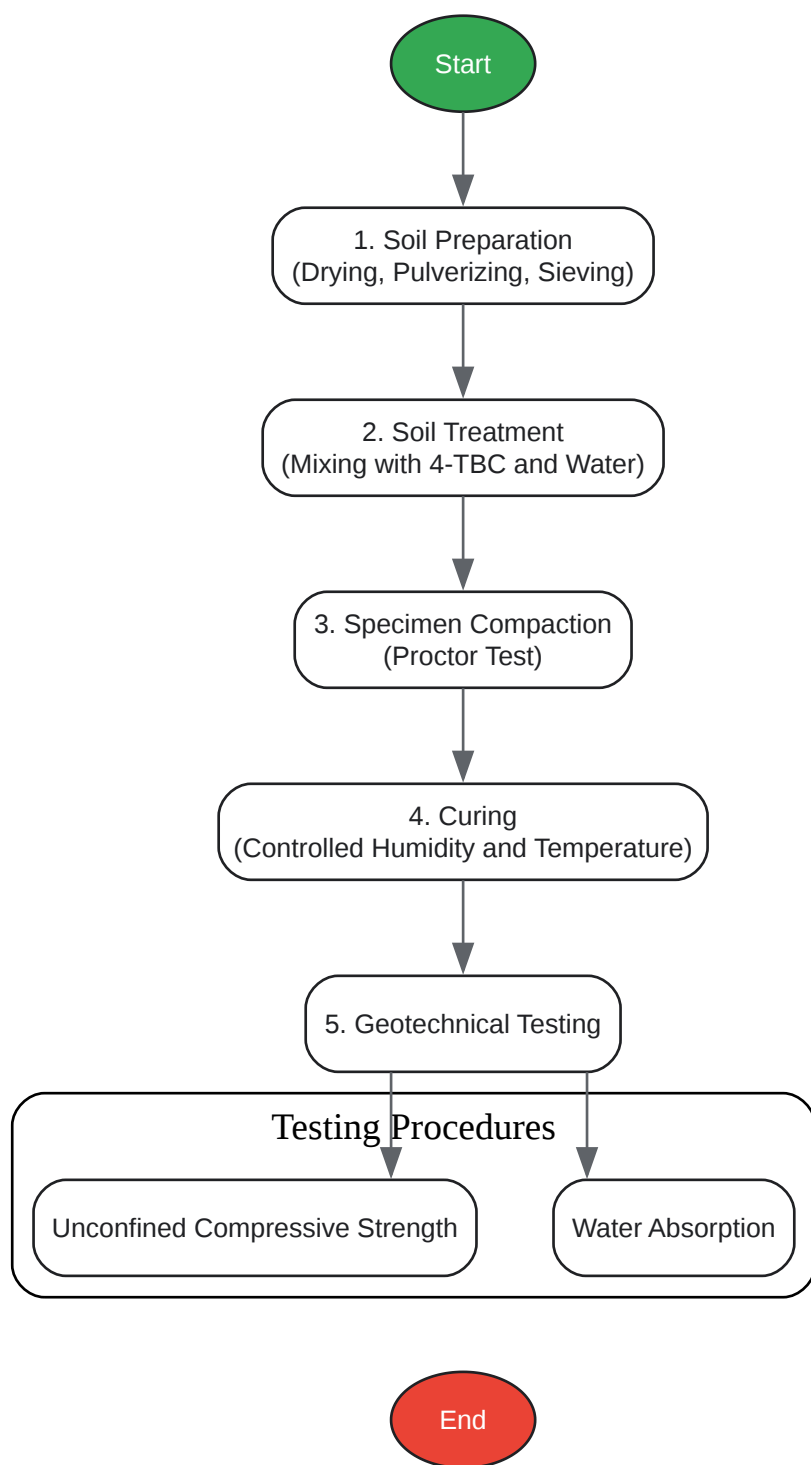 Start
1. Soil Preparation
(Drying, Pulverizing, Sieving)
2. Soil Treatment
(Mixing with 4-TBC and Water)
3. Specimen Compaction
(Proctor Test)
4. Curing
(Controlled Humidity and Temperature)
5. Geotechnical Testing
Testing Procedures
Unconfined Compressive Strength
Water Absorption
End